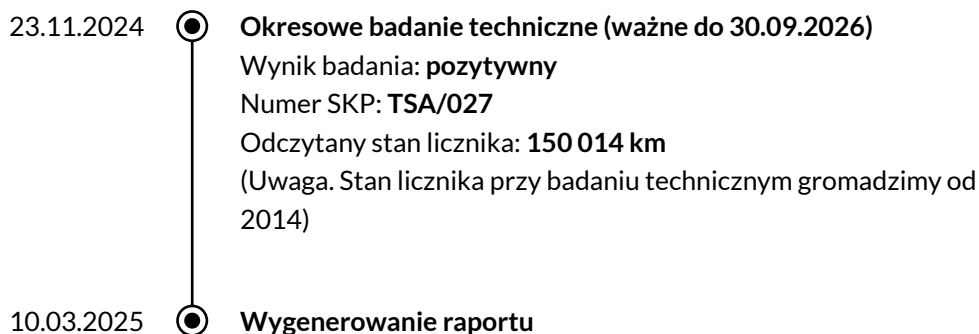 23.11.2024 Okresowe badanie techniczne (ważne do 30.09.2026)
Wynik badania: pozytywny
Numer SKP: TSA/027
Odczytany stan licznika: 150 014 km
(Uwaga. Stan licznika przy badaniu technicznym gromadzimy od
2014)
10.03.2025 Wygenerowanie raportu